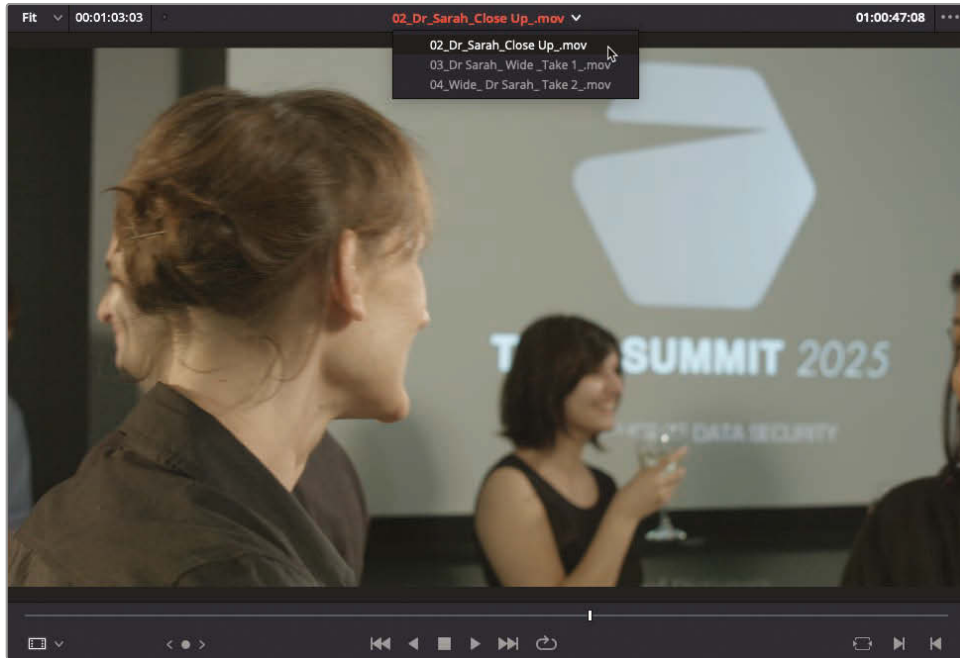 Fit 00:01:03:03 02_Dr_Sarah_Close Up_.mov 01:00:47:08
02_Dr_Sarah_Close Up_.mov
03_Dr Sarah_ Wide _Take 1_.mov
04_Wide_ Dr Sarah_ Take 2_.mov
SUMMIT 2025
DATA SECURITY